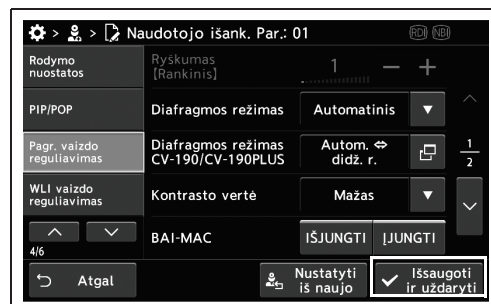 > > Naudotojo išank. Par.: 01 RDI NBI
Rodymo
nuostatos
Ryškumas
[Rankinis]
1 − +
PIP/POP
Diafragmos režimas
Automatinis
Pagr. vaizdo
reguliavimas
Diafragmos režimas
CV-190/CV-190PLUS
Autom. ⇔
didž. r.
1
2
WLI vaizdo
reguliavimas
Kontrasto vertė
Mažas
4/6
BAI-MAC
IŠJUNGTI ĮJUNGTI
Atgal
Nustatyti
iš naujo
Išsaugoti
ir uždaryti